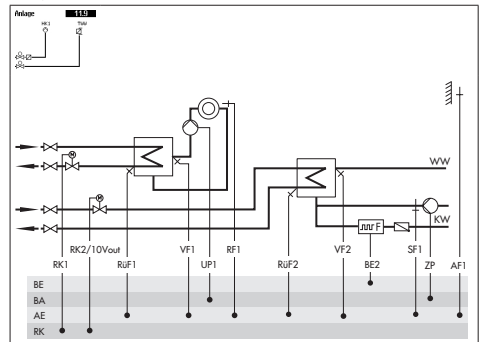 Anlage 11.9
HK1 TWW
M
M
WW
KW
F
RK2/10Vout VF1 RF1 VF2 SF1
RK1 RüF1 UP1 RüF2 BE2 ZP AF1
BE
BA
AE
RK